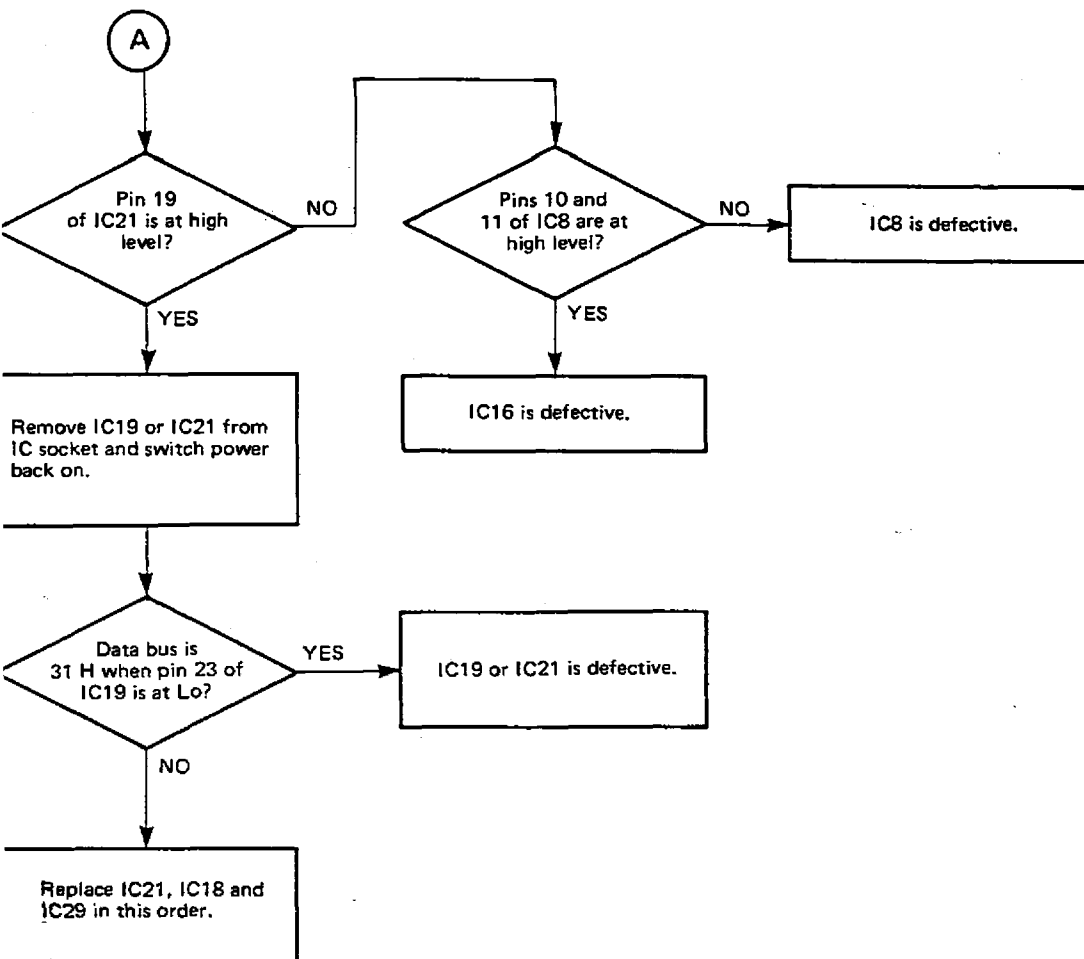 A
Pin 19
of IC21 is at high
level?
NO
YES
Pins 10 and
11 of IC8 are at
high level?
NO
YES
IC8 is defective.
IC16 is defective.
Remove IC19 or IC21 from
IC socket and switch power
back on.
Data bus is
31 H when pin 23 of
IC19 is at Lo?
YES
NO
IC19 or IC21 is defective.
Replace IC21, IC18 and
IC29 in this order.